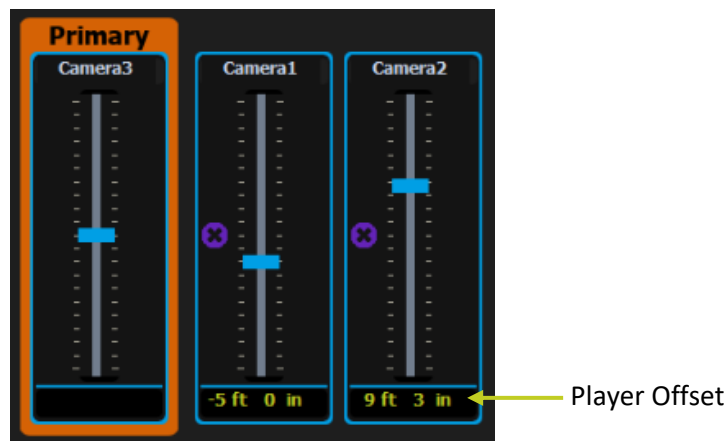 Primary
Camera3
Camera1
Camera2
-5 ft 0 in
9 ft 3 in
Player Offset